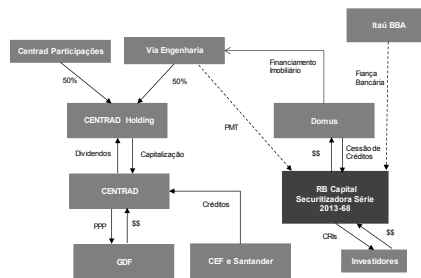 Itaú BBA
Centrad Participações
Via Engenharia
Financiamento
Imobiliário
50%
50%
Fiança
Bancária
CENTRAD Holding
PMT
Domus
Dividendos
Capitalização
$$
Cessão de
Créditos
CENTRAD
Créditos
RB Capital
Securitizadora Série
2013-68
PPP
$$
CRIs
$$
GDF
CEF e Santander
Investidores